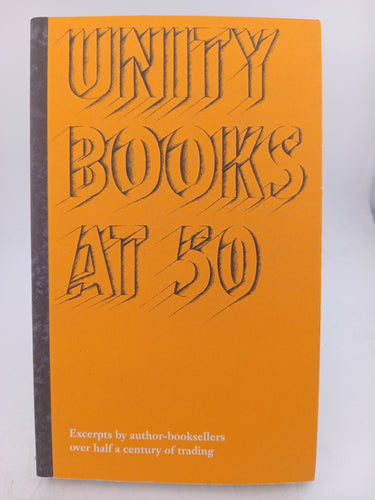 UNITY
BOOKS
AT 50
Excerpts by author-booksellers
over half a century of trading